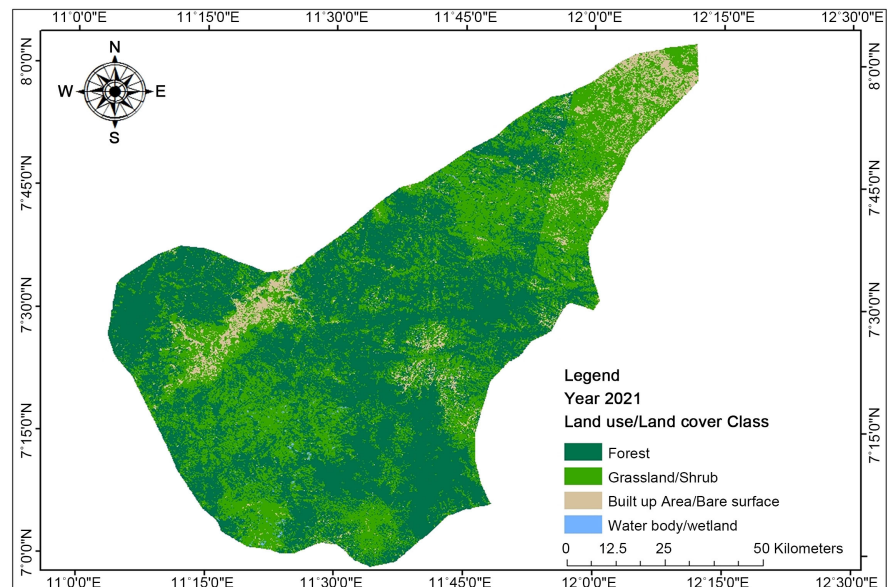 11°0'0"E 11°15'0"E 11°30'0"E 11°45'0"E 12°0'0"E 12°15'0"E 12°30'0"E
N
W E
S
8°0'0"N 8°0'0"N
7°45'0"N 7°45'0"N
7°30'0"N 7°30'0"N
7°15'0"N 7°15'0"N
7°0'0"N
Legend
Year 2021
Land use/Land cover Class
Forest
Grassland/Shrub
Built up Area/Bare surface
Water body/wetland
0 12.5 25 50 Kilometers
11°0'0"E 11°15'0"E 11°30'0"E 11°45'0"E 12°0'0"E 12°15'0"E 12°30'0"E